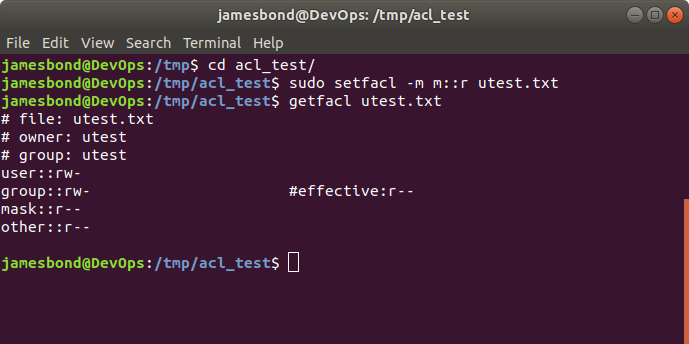 jamesbond@DevOps: /tmp/acl_test
File Edit View Search Terminal Help
jamesbond@DevOps:/tmp$ cd acl_test/
jamesbond@DevOps:/tmp/acl_test$ sudo setfacl -m m::r utest.txt
jamesbond@DevOps:/tmp/acl_test$ getfacl utest.txt
# file: utest.txt
# owner: utest
# group: utest
user::rw-
group::rw-                      #effective:r--
mask::r--
other::r--
jamesbond@DevOps:/tmp/acl_test$